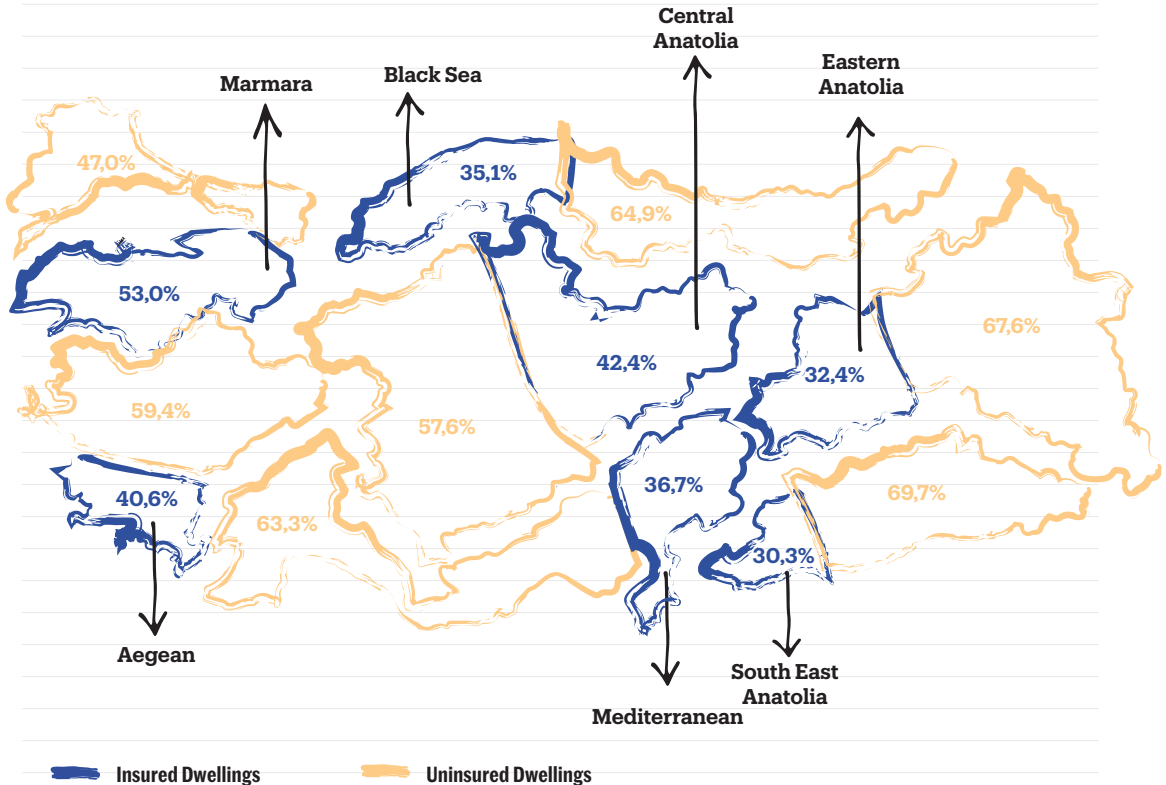 Central
Anatolia
Eastern
Anatolia
Black Sea
Marmara
47,0%
35,1%
64,9%
53,0%
67,6%
42,4%
32,4%
59,4%
57,6%
36,7%
69,7%
40,6%
63,3%
30,3%
Aegean
South East
Anatolia
Mediterranean
Insured Dwellings
Uninsured Dwellings